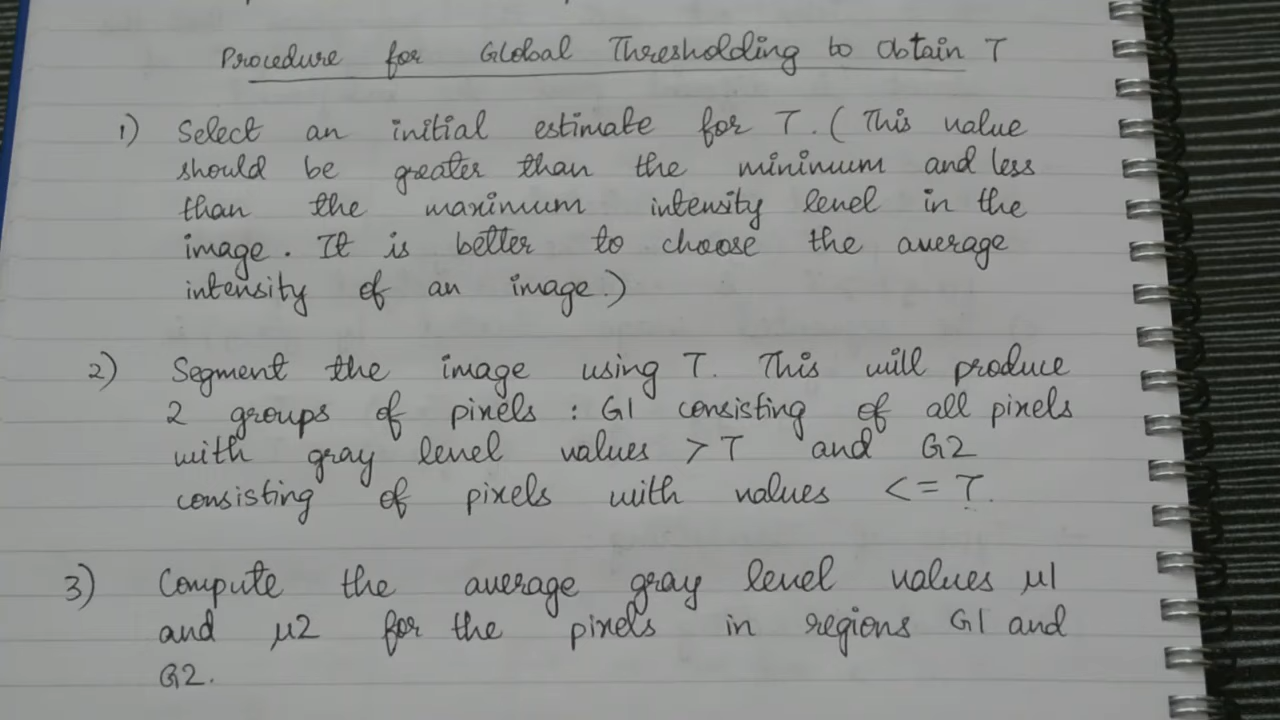 Procedure for Global Thresholding to Obtain T
1) Select an initial estimate for T. (This value
should be greater than the minimum and less
than the maximum intensity level in the
image. It is better to choose the average
intensity of an image.)
2) Segment the image using T. This will produce
2 groups of pixels : G1 consisting of all pixels
with gray level values > T and G2
consisting of pixels with values <= T.
3) Compute the average gray level values μ1
and μ2 for the pixels in regions G1 and
G2.